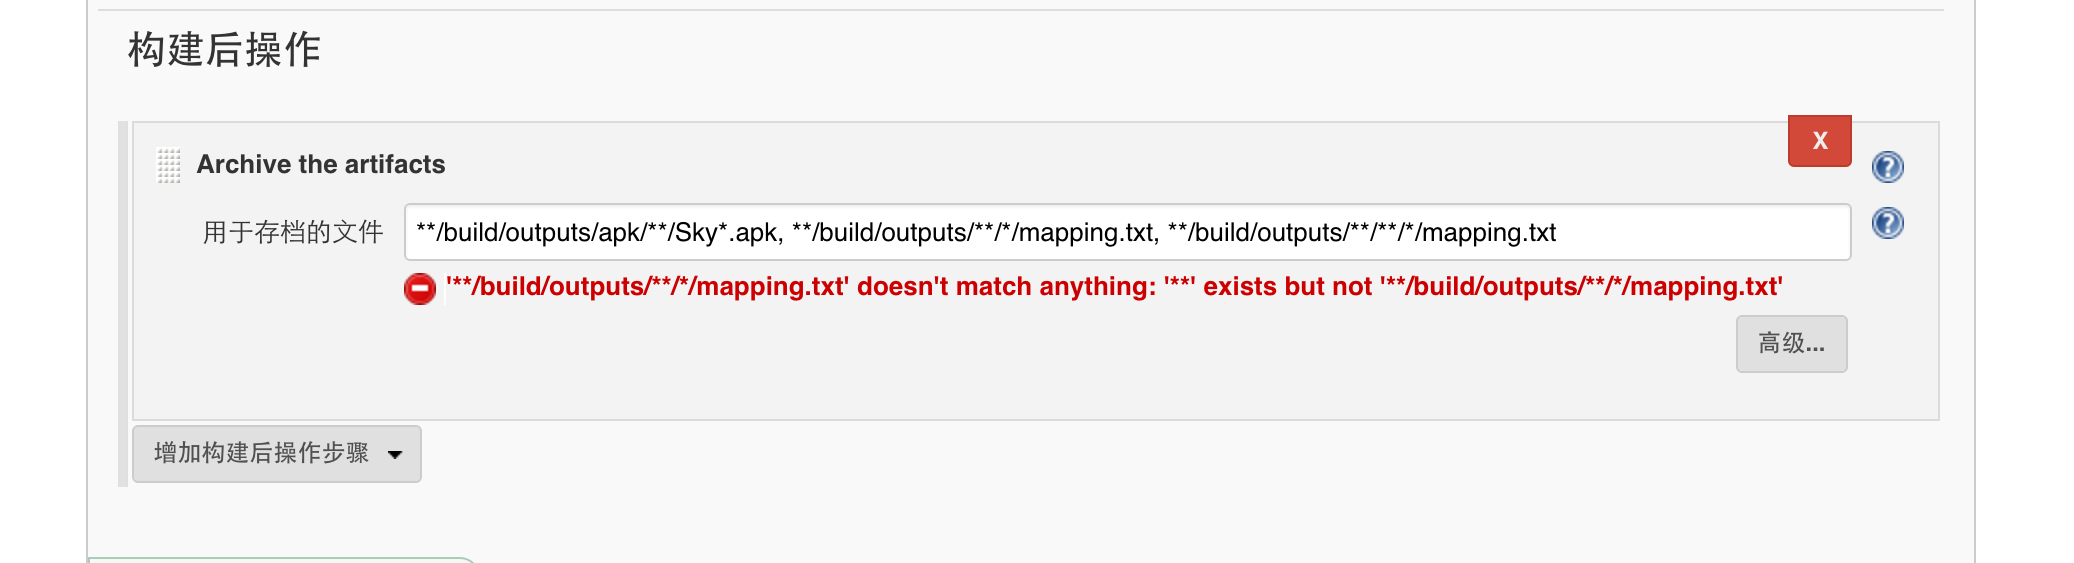 构建后操作
X
Archive the artifacts
?
用于存档的文件 **/build/outputs/apk/**/Sky*.apk, **/build/outputs/**/*/mapping.txt, **/build/outputs/**/**/*/mapping.txt
?
'**/build/outputs/**/*/mapping.txt' doesn't match anything: '**' exists but not '**/build/outputs/**/*/mapping.txt'
高级...
增加构建后操作步骤